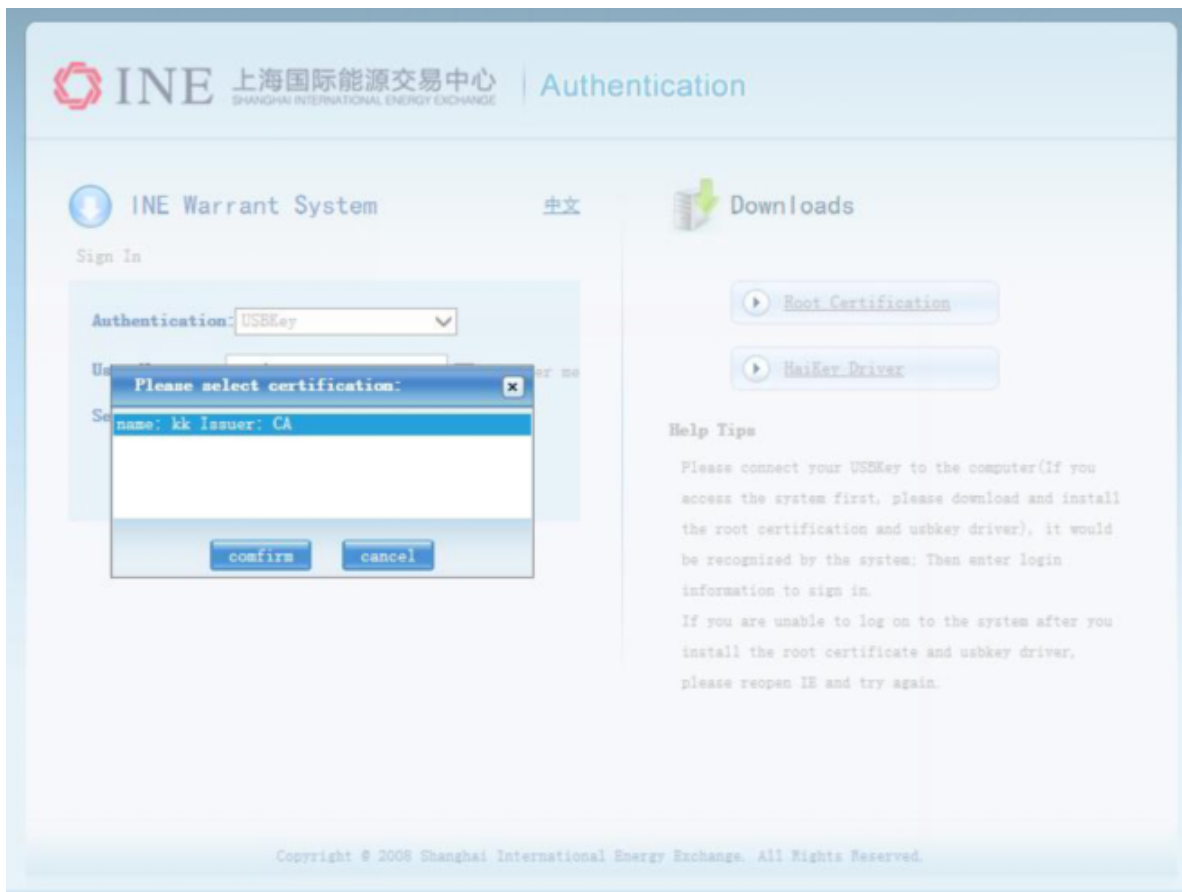 INE 上海国际能源交易中心
SHANGHAI INTERNATIONAL ENERGY EXCHANGE
Authentication
INE Warrant System
中文
Sign In
Authentication: USBKey
Please select certification:
name: kk Issuer: CA
comfirm
cancel
Downloads
Root Certification
HaiKey Driver
Help Tips
Please connect your USBKey to the computer(If you
access the system first, please download and install
the root certification and usbkey driver), it would
be recognized by the system; Then enter login
information to sign in.
If you are unable to log on to the system after you
install the root certificate and usbkey driver,
please reopen IE and try again.
Copyright @ 2008 Shanghai International Energy Exchange. All Rights Reserved.